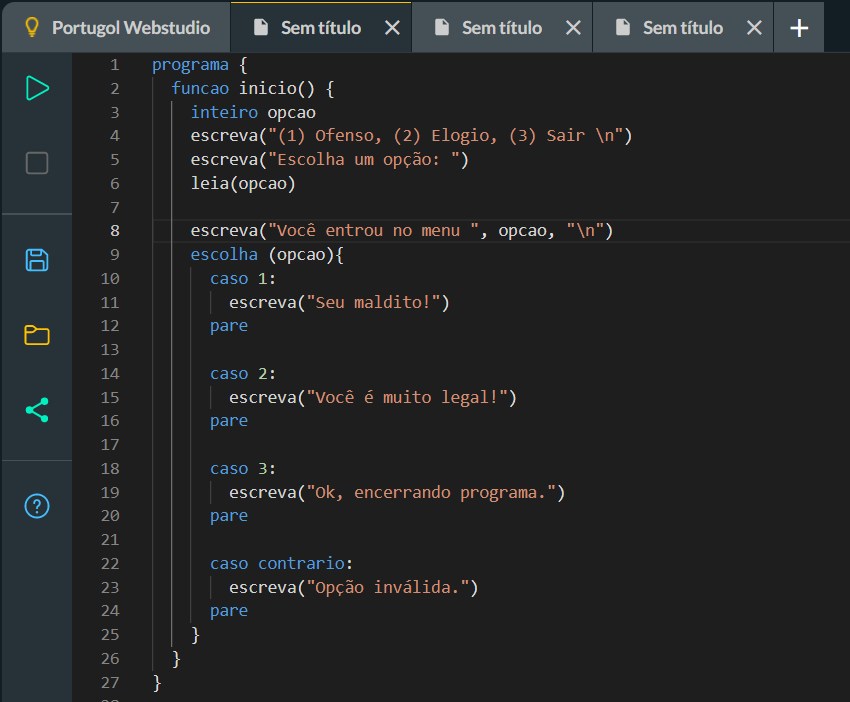 Portugol Webstudio Sem título Sem título Sem título
1 programa {
2 funcao inicio() {
3 inteiro opcao
4 escreva("(1) Ofenso, (2) Elogio, (3) Sair \n")
5 escreva("Escolha um opção: ")
6 leia(opcao)
7
8 escreva("Você entrou no menu ", opcao, "\n")
9 escolha (opcao){
10 caso 1:
11 escreva("Seu maldito!")
12 pare
13
14 caso 2:
15 escreva("Você é muito legal!")
16 pare
17
18 caso 3:
19 escreva("Ok, encerrando programa.")
20 pare
21
22 caso contrario:
23 escreva("Opção inválida.")
24 pare
25 }
26 }
27 }